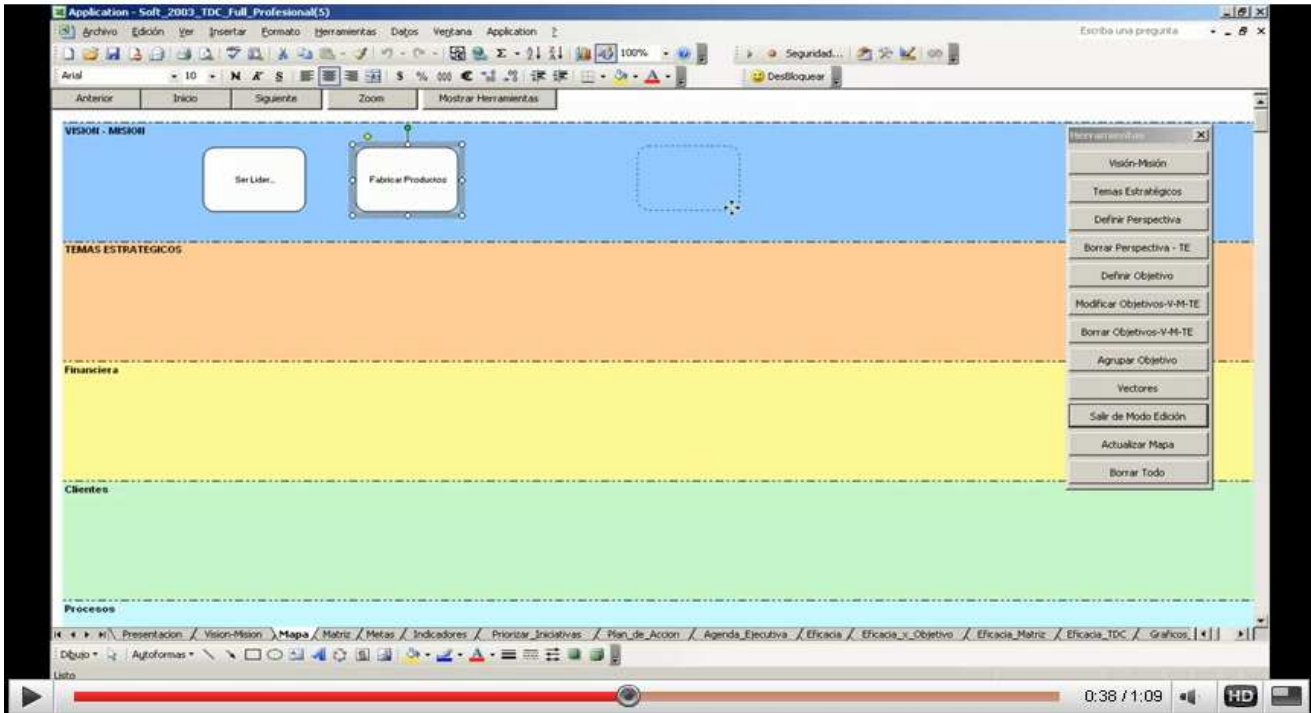 Application - Soft_2003_TDC_Full_Profesional(5)
Archivo Edición Ver Insertar Formato Herramientas Datos Ventana Application ?
Escriba una pregunta
100%
Seguridad...
Arial 10 N K S $ % 000 €
DesBloquear
Anterior Inicio Siguiente Zoom Mostrar Herramientas
VISION - MISION
Ser Lider...
Fabricar Productos
TEMAS ESTRATEGICOS
Financiera
Clientes
Procesos
Herramientas
Visión-Misión
Temas Estratégicos
Definir Perspectiva
Borrar Perspectiva - TE
Definir Objetivo
Modificar Objetivos-V-M-TE
Borrar Objetivos-V-M-TE
Agrupar Objetivo
Vectores
Salir de Modo Edición
Actualizar Mapa
Borrar Todo
Presentacion / Vision-Mision / Mapa / Matriz / Metas / Indicadores / Priorizar_Iniciativas / Plan_de_Accion / Agenda_Ejecutiva / Eficacia / Eficacia_x_Objetivo / Eficacia_Matriz / Eficacia_TDC / Graficos
Dibujo Autoformas
Listo
0:38 / 1:09 HD